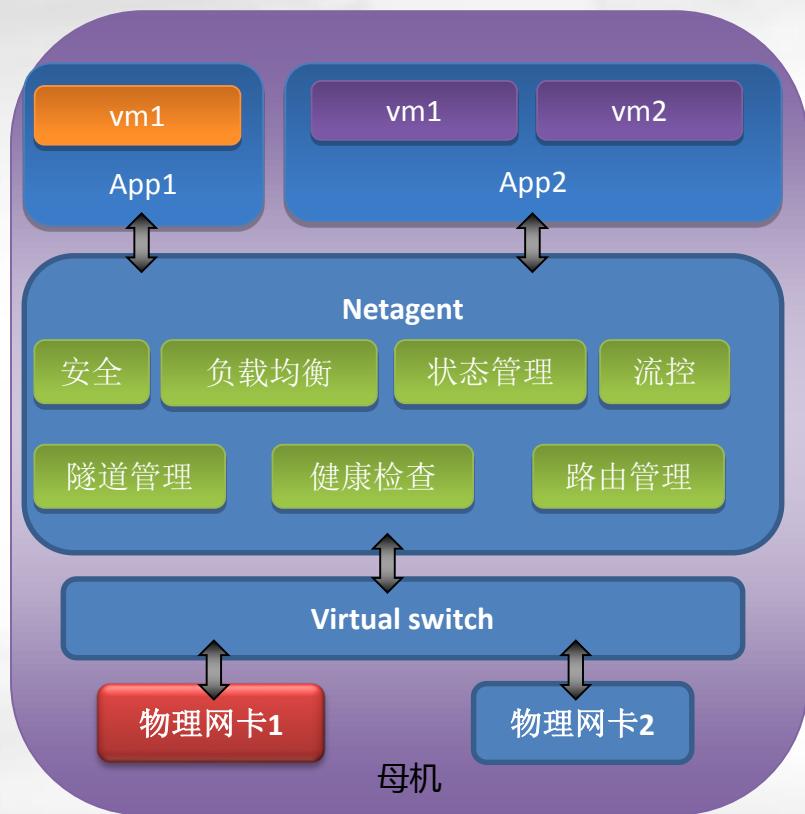 vm1
vm1
vm2
App1
App2
Netagent
安全
负载均衡
状态管理
流控
隧道管理
健康检查
路由管理
Virtual switch
物理网卡1
物理网卡2
母机